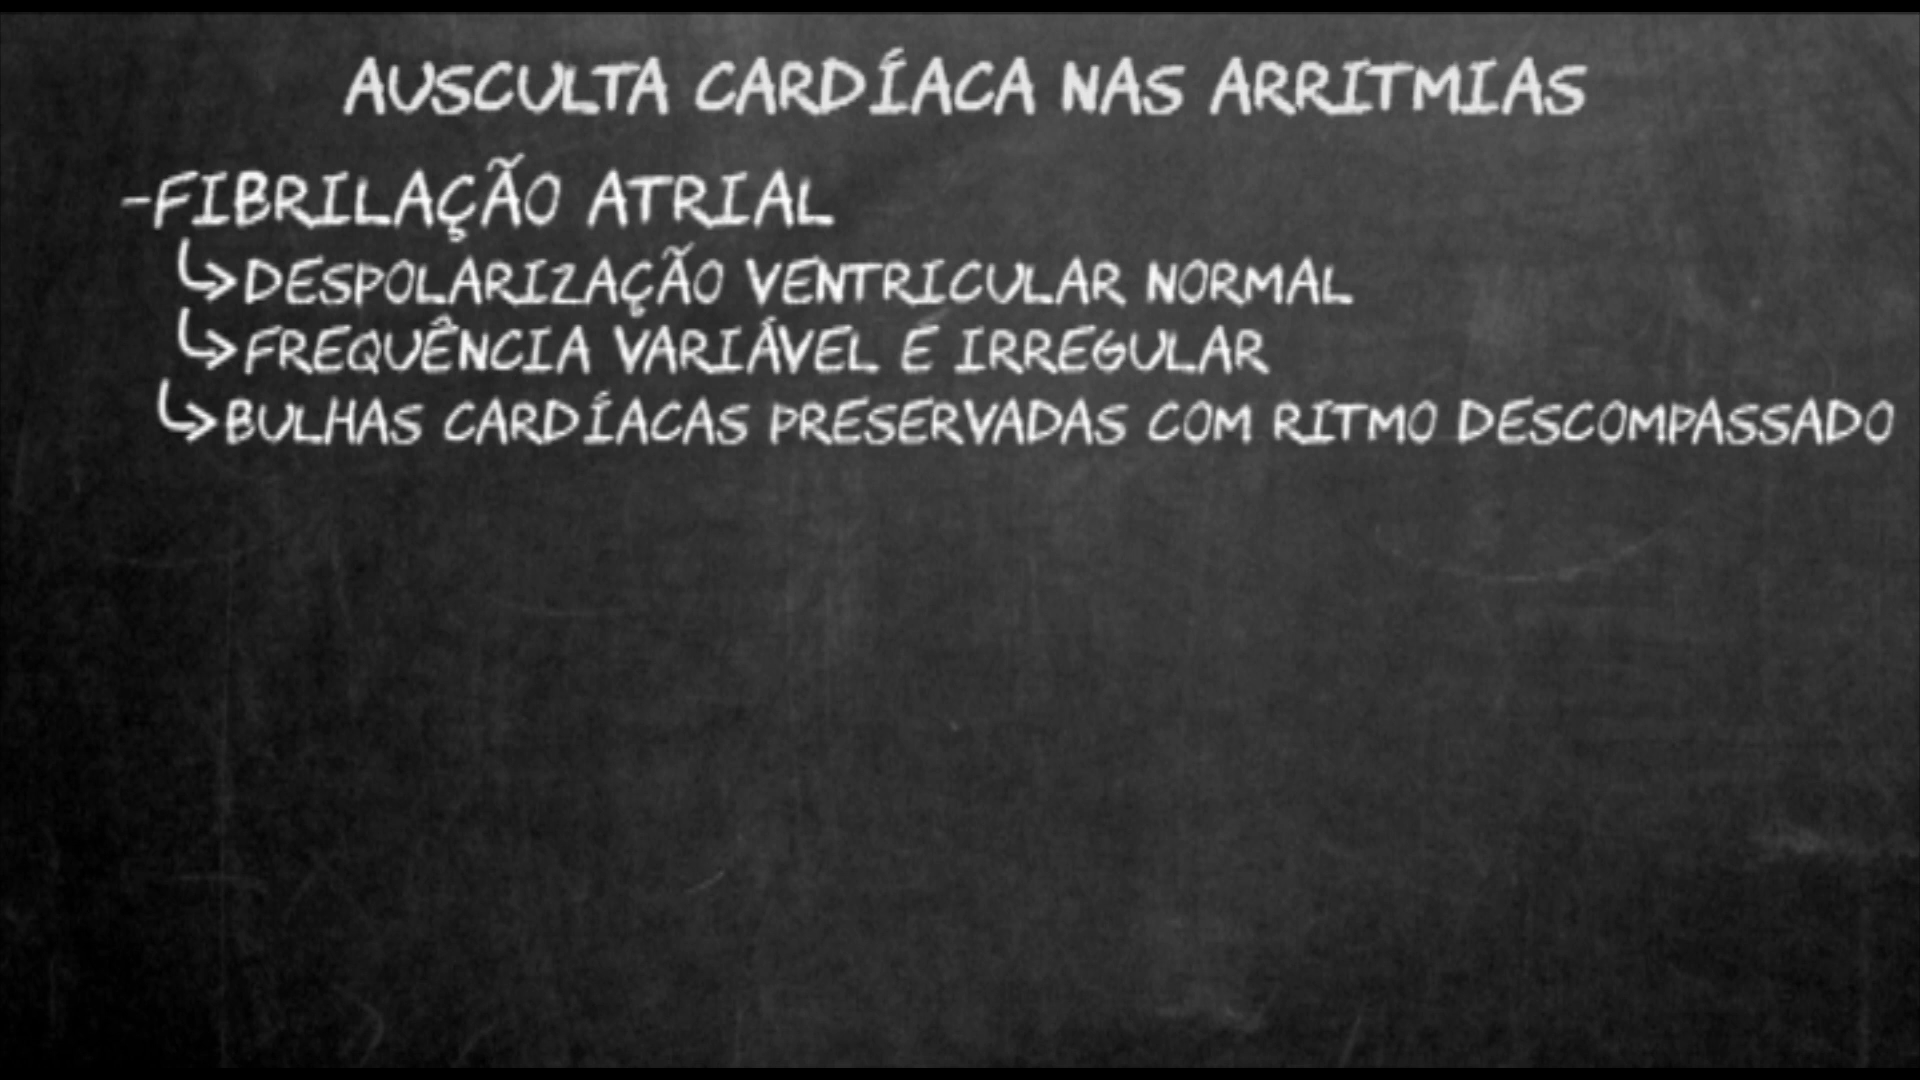 AUSCULTA CARDÍACA NAS ARRITMIAS
-FIBRILAÇÃO ATRIAL
↳DESPOLARIZAÇÃO VENTRICULAR NORMAL
↳FREQUÊNCIA VARIÁVEL E IRREGULAR
↳BULHAS CARDÍACAS PRESERVADAS COM RITMO DESCOMPASSADO